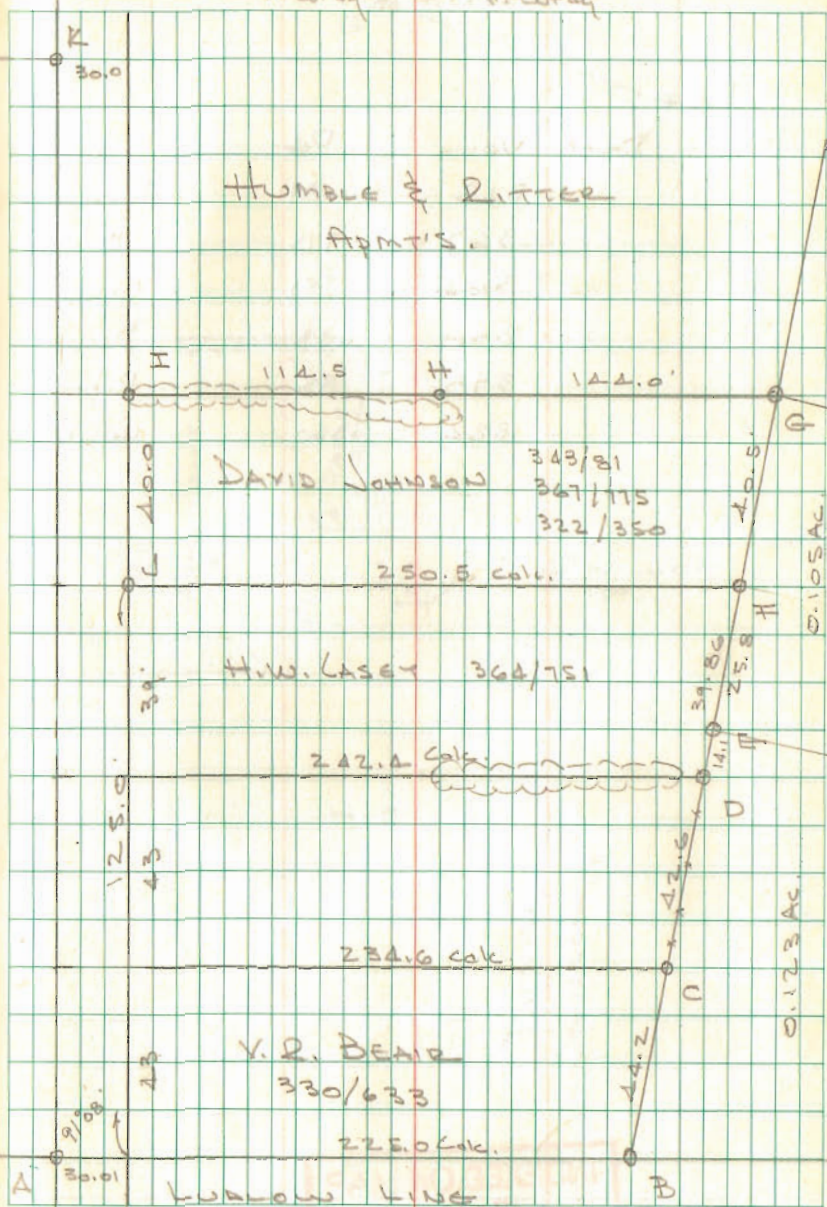 K
30.0
HUMBLE & RITTER
APMT'S.
I 114.5 H 144.0'
G
40.0
DAVID JOHNSON 343/81
367/175
322/350
40.5
0.105 AC.
L 250.5 calc.
39'
H.W. CASEY 364/751
39.86
25.8
242.4 calc.
14.1
D
125.0'
43
42.6
0.123 AC.
234.6 calc.
C
43
V. R. BEAIR
330/633
44.2
91°08'
225.0 calc.
A 30.01 LUDLOW LINE B